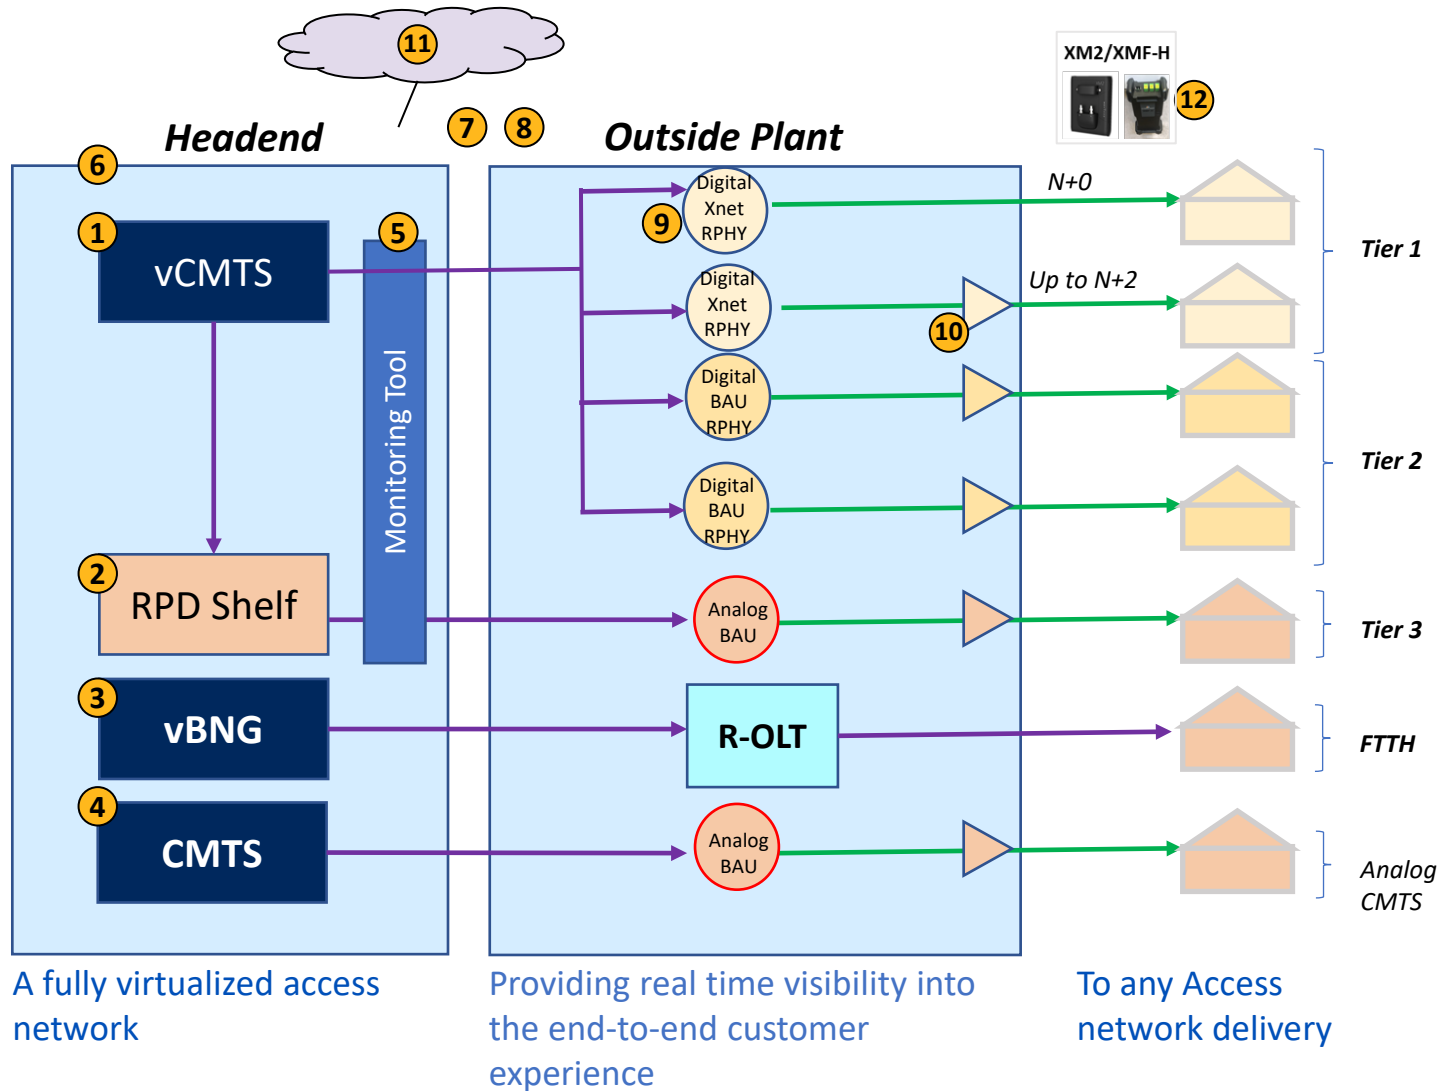 11
XM2/XMF-H
12
7
8
Headend
Outside Plant
6
1
vCMTS
5
Monitoring Tool
2
RPD Shelf
3
vBNG
4
CMTS
Digital
Xnet
RPHY
9
N+0
Digital
Xnet
RPHY
10
Up to N+2
Tier 1
Digital
BAU
RPHY
Digital
BAU
RPHY
Tier 2
Analog
BAU
Tier 3
R-OLT
FTTH
Analog
BAU
Analog
CMTS
A fully virtualized access
network
Providing real time visibility into
the end-to-end customer
experience
To any Access
network delivery